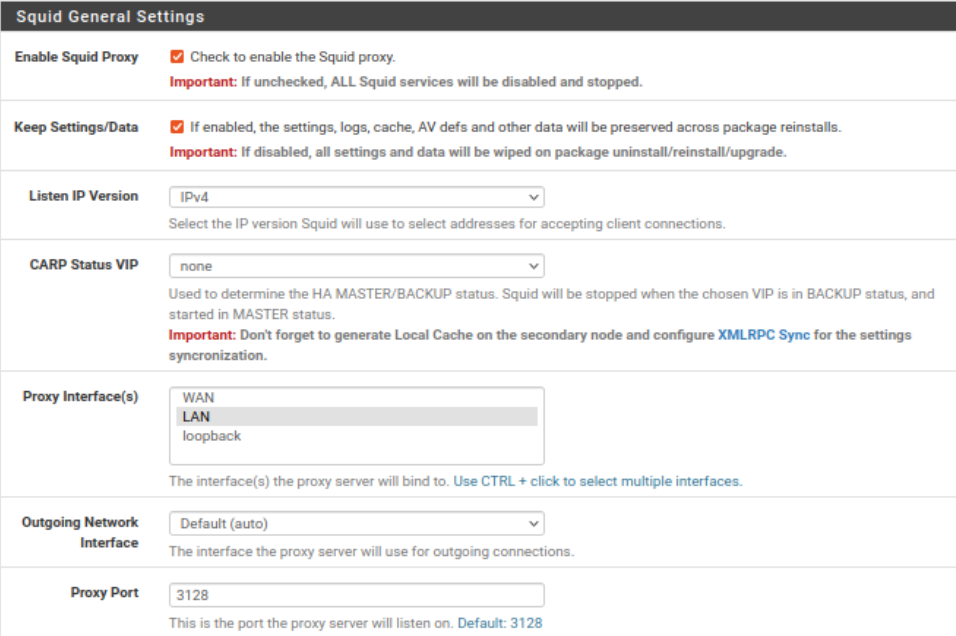 Squid General Settings
Enable Squid Proxy
Check to enable the Squid proxy.
Important: If unchecked, ALL Squid services will be disabled and stopped.
Keep Settings/Data
If enabled, the settings, logs, cache, AV defs and other data will be preserved across package reinstalls.
Important: If disabled, all settings and data will be wiped on package uninstall/reinstall/upgrade.
Listen IP Version
IPv4
Select the IP version Squid will use to select addresses for accepting client connections.
CARP Status VIP
none
Used to determine the HA MASTER/BACKUP status. Squid will be stopped when the chosen VIP is in BACKUP status, and
started in MASTER status.
Important: Don't forget to generate Local Cache on the secondary node and configure XMLRPC Sync for the settings
syncronization.
Proxy Interface(s)
WAN
LAN
loopback
The interface(s) the proxy server will bind to. Use CTRL + click to select multiple interfaces.
Outgoing Network
Interface
Default (auto)
The interface the proxy server will use for outgoing connections.
Proxy Port
3128
This is the port the proxy server will listen on. Default: 3128